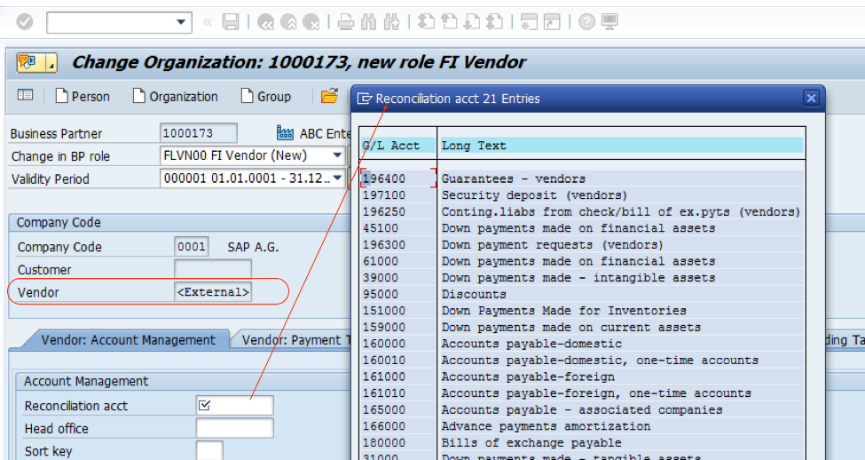 Change Organization: 1000173, new role FI Vendor
Person Organization Group
Business Partner 1000173 ABC Ente
Change in BP role FLVN00 FI Vendor (New)
Validity Period 000001 01.01.0001 - 31.12...
Company Code
Company Code 0001 SAP A.G.
Customer
Vendor <External>
Vendor: Account Management Vendor: Payment T ding Ta
Account Management
Reconciliation acct
Head office
Sort key
Reconciliation acct 21 Entries
G/L Acct Long Text
196400 Guarantees - vendors
197100 Security deposit (vendors)
196250 Conting.liabs from check/bill of ex.pyts (vendors)
45100 Down payments made on financial assets
196300 Down payment requests (vendors)
61000 Down payments made on financial assets
39000 Down payments made - intangible assets
95000 Discounts
151000 Down Payments Made for Inventories
159000 Down payments made on current assets
160000 Accounts payable-domestic
160010 Accounts payable-domestic, one-time accounts
161000 Accounts payable-foreign
161010 Accounts payable-foreign, one-time accounts
165000 Accounts payable - associated companies
166000 Advance payments amortization
180000 Bills of exchange payable
31000 Down payments made - tangible assets